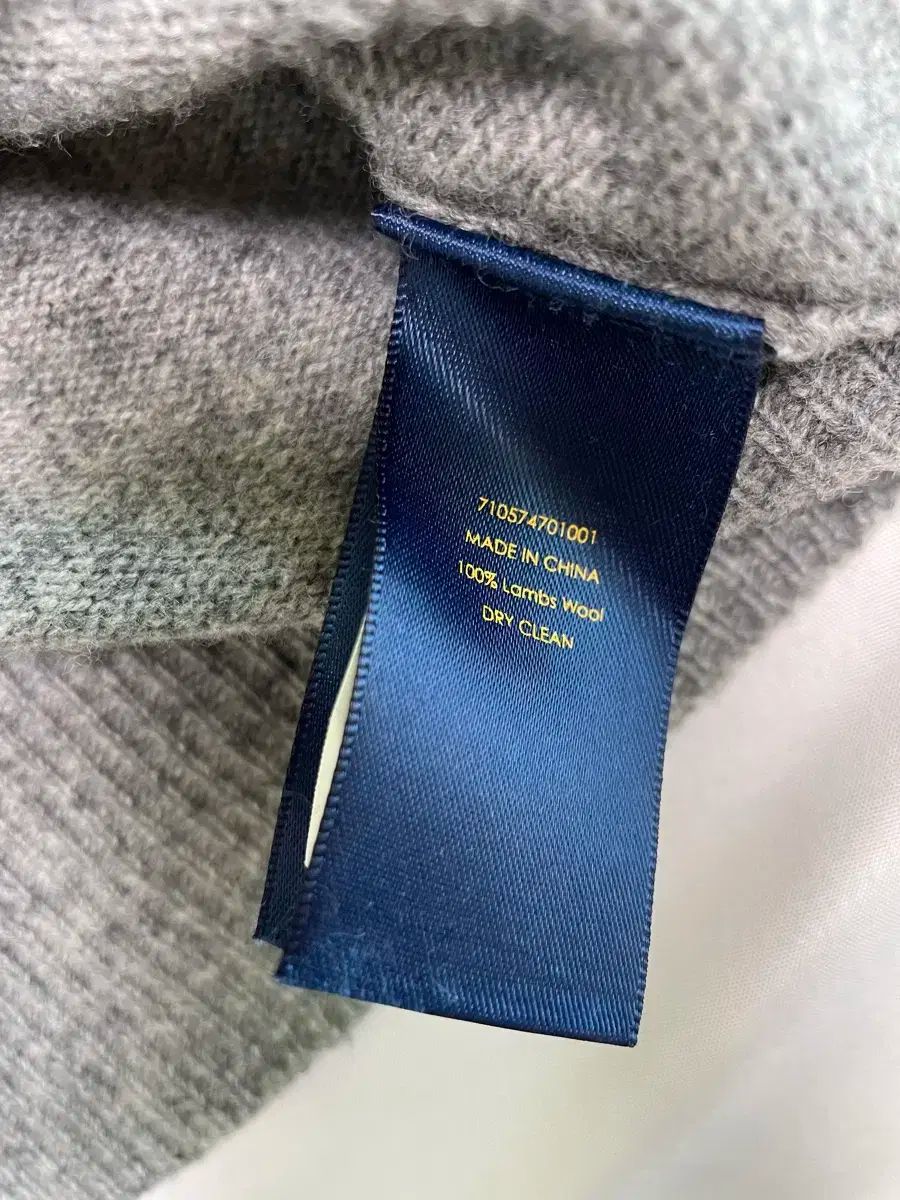 710574701001
MADE IN CHINA
100% Lambs Wool
DRY CLEAN